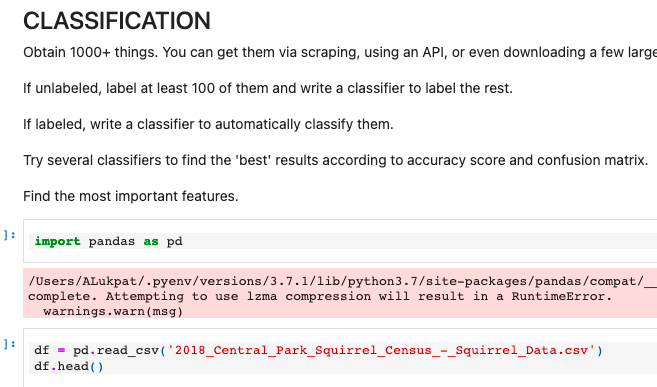 CLASSIFICATION
Obtain 1000+ things. You can get them via scraping, using an API, or even downloading a few large
If unlabeled, label at least 100 of them and write a classifier to label the rest.
If labeled, write a classifier to automatically classify them.
Try several classifiers to find the 'best' results according to accuracy score and confusion matrix.
Find the most important features.
]: import pandas as pd
/Users/ALukpat/.pyenv/versions/3.7.1/lib/python3.7/site-packages/pandas/compat/__
complete. Attempting to use lzma compression will result in a RuntimeError.
warnings.warn(msg)
]: df = pd.read_csv('2018_Central_Park_Squirrel_Census_-_Squirrel_Data.csv')
df.head()